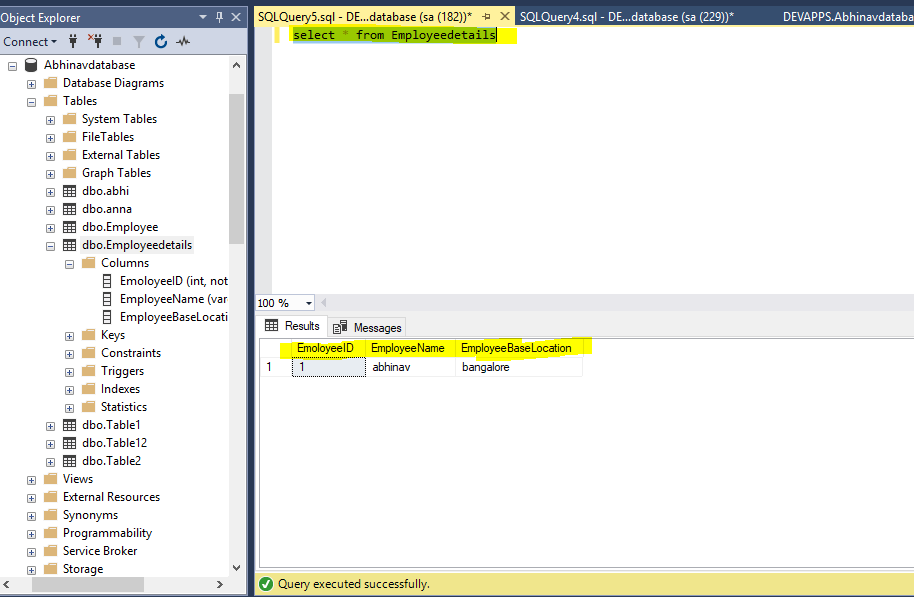 Object Explorer
Connect
Abhinavdatabase
Database Diagrams
Tables
System Tables
FileTables
External Tables
Graph Tables
dbo.abhi
dbo.anna
dbo.Employee
dbo.Employeedetails
Columns
EmoloyeeID (int, not
EmployeeName (var
EmployeeBaseLocati
Keys
Constraints
Triggers
Indexes
Statistics
dbo.Table1
dbo.Table12
dbo.Table2
Views
External Resources
Synonyms
Programmability
Service Broker
Storage
SQLQuery5.sql - DE...database (sa (182))* SQLQuery4.sql - DE...database (sa (229))* DEVAPPS.Abhinavdataba
select * from Employeedetails
100 %
Results Messages
EmoloyeeID EmployeeName EmployeeBaseLocation
1 1 abhinav bangalore
Query executed successfully.